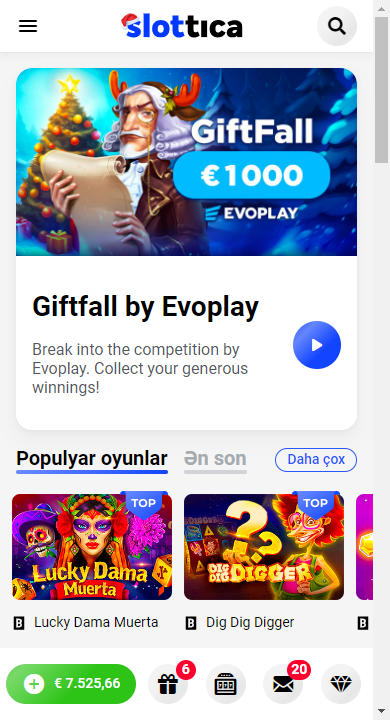 slottica
GiftFall
€1000
EVOPLAY
Giftfall by Evoplay
Break into the competition by
Evoplay. Collect your generous
winnings!
Populyar oyunlar
Ən son
Daha çox
TOP
TOP
Lucky Dama
Muerta
DIG DIG
DIGGER
B Lucky Dama Muerta
B Dig Dig Digger
B
€ 7.525,66
6
20